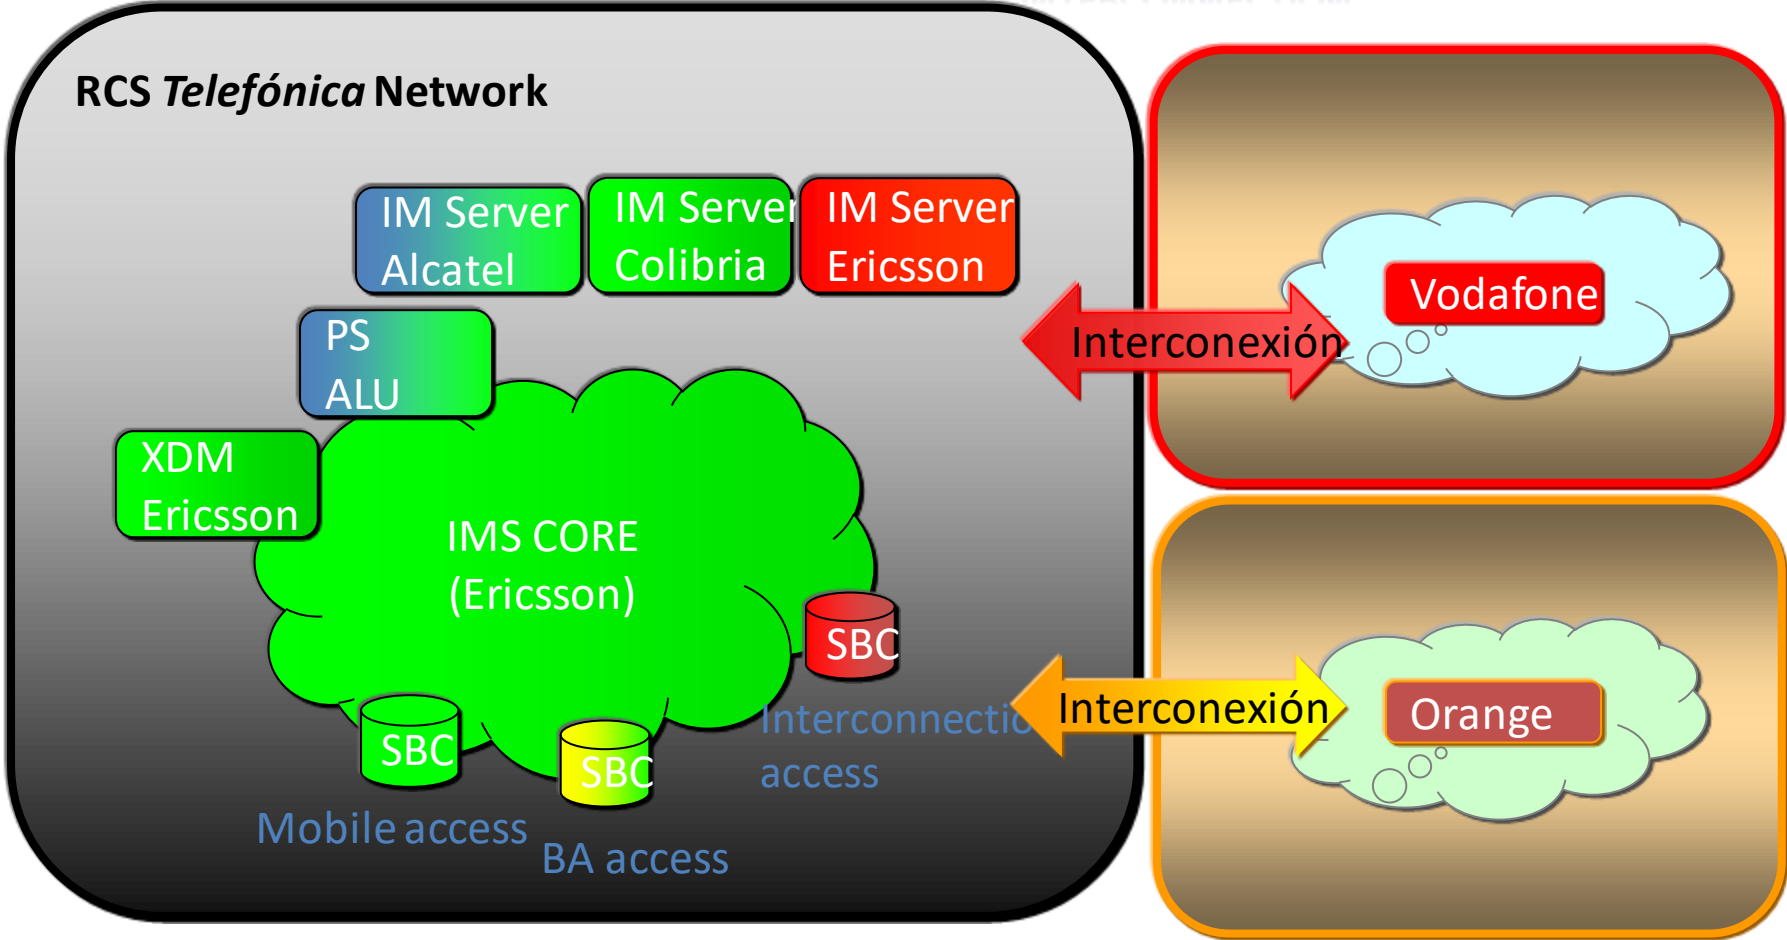 RCS Telefónica Network
IM Server
Alcatel
IM Server
Colibria
IM Server
Ericsson
PS
ALU
XDM
Ericsson
IMS CORE
(Ericsson)
SBC
SBC
SBC
Mobile access
BA access
Interconnectio
access
Interconexión
Vodafone
Interconexión
Orange